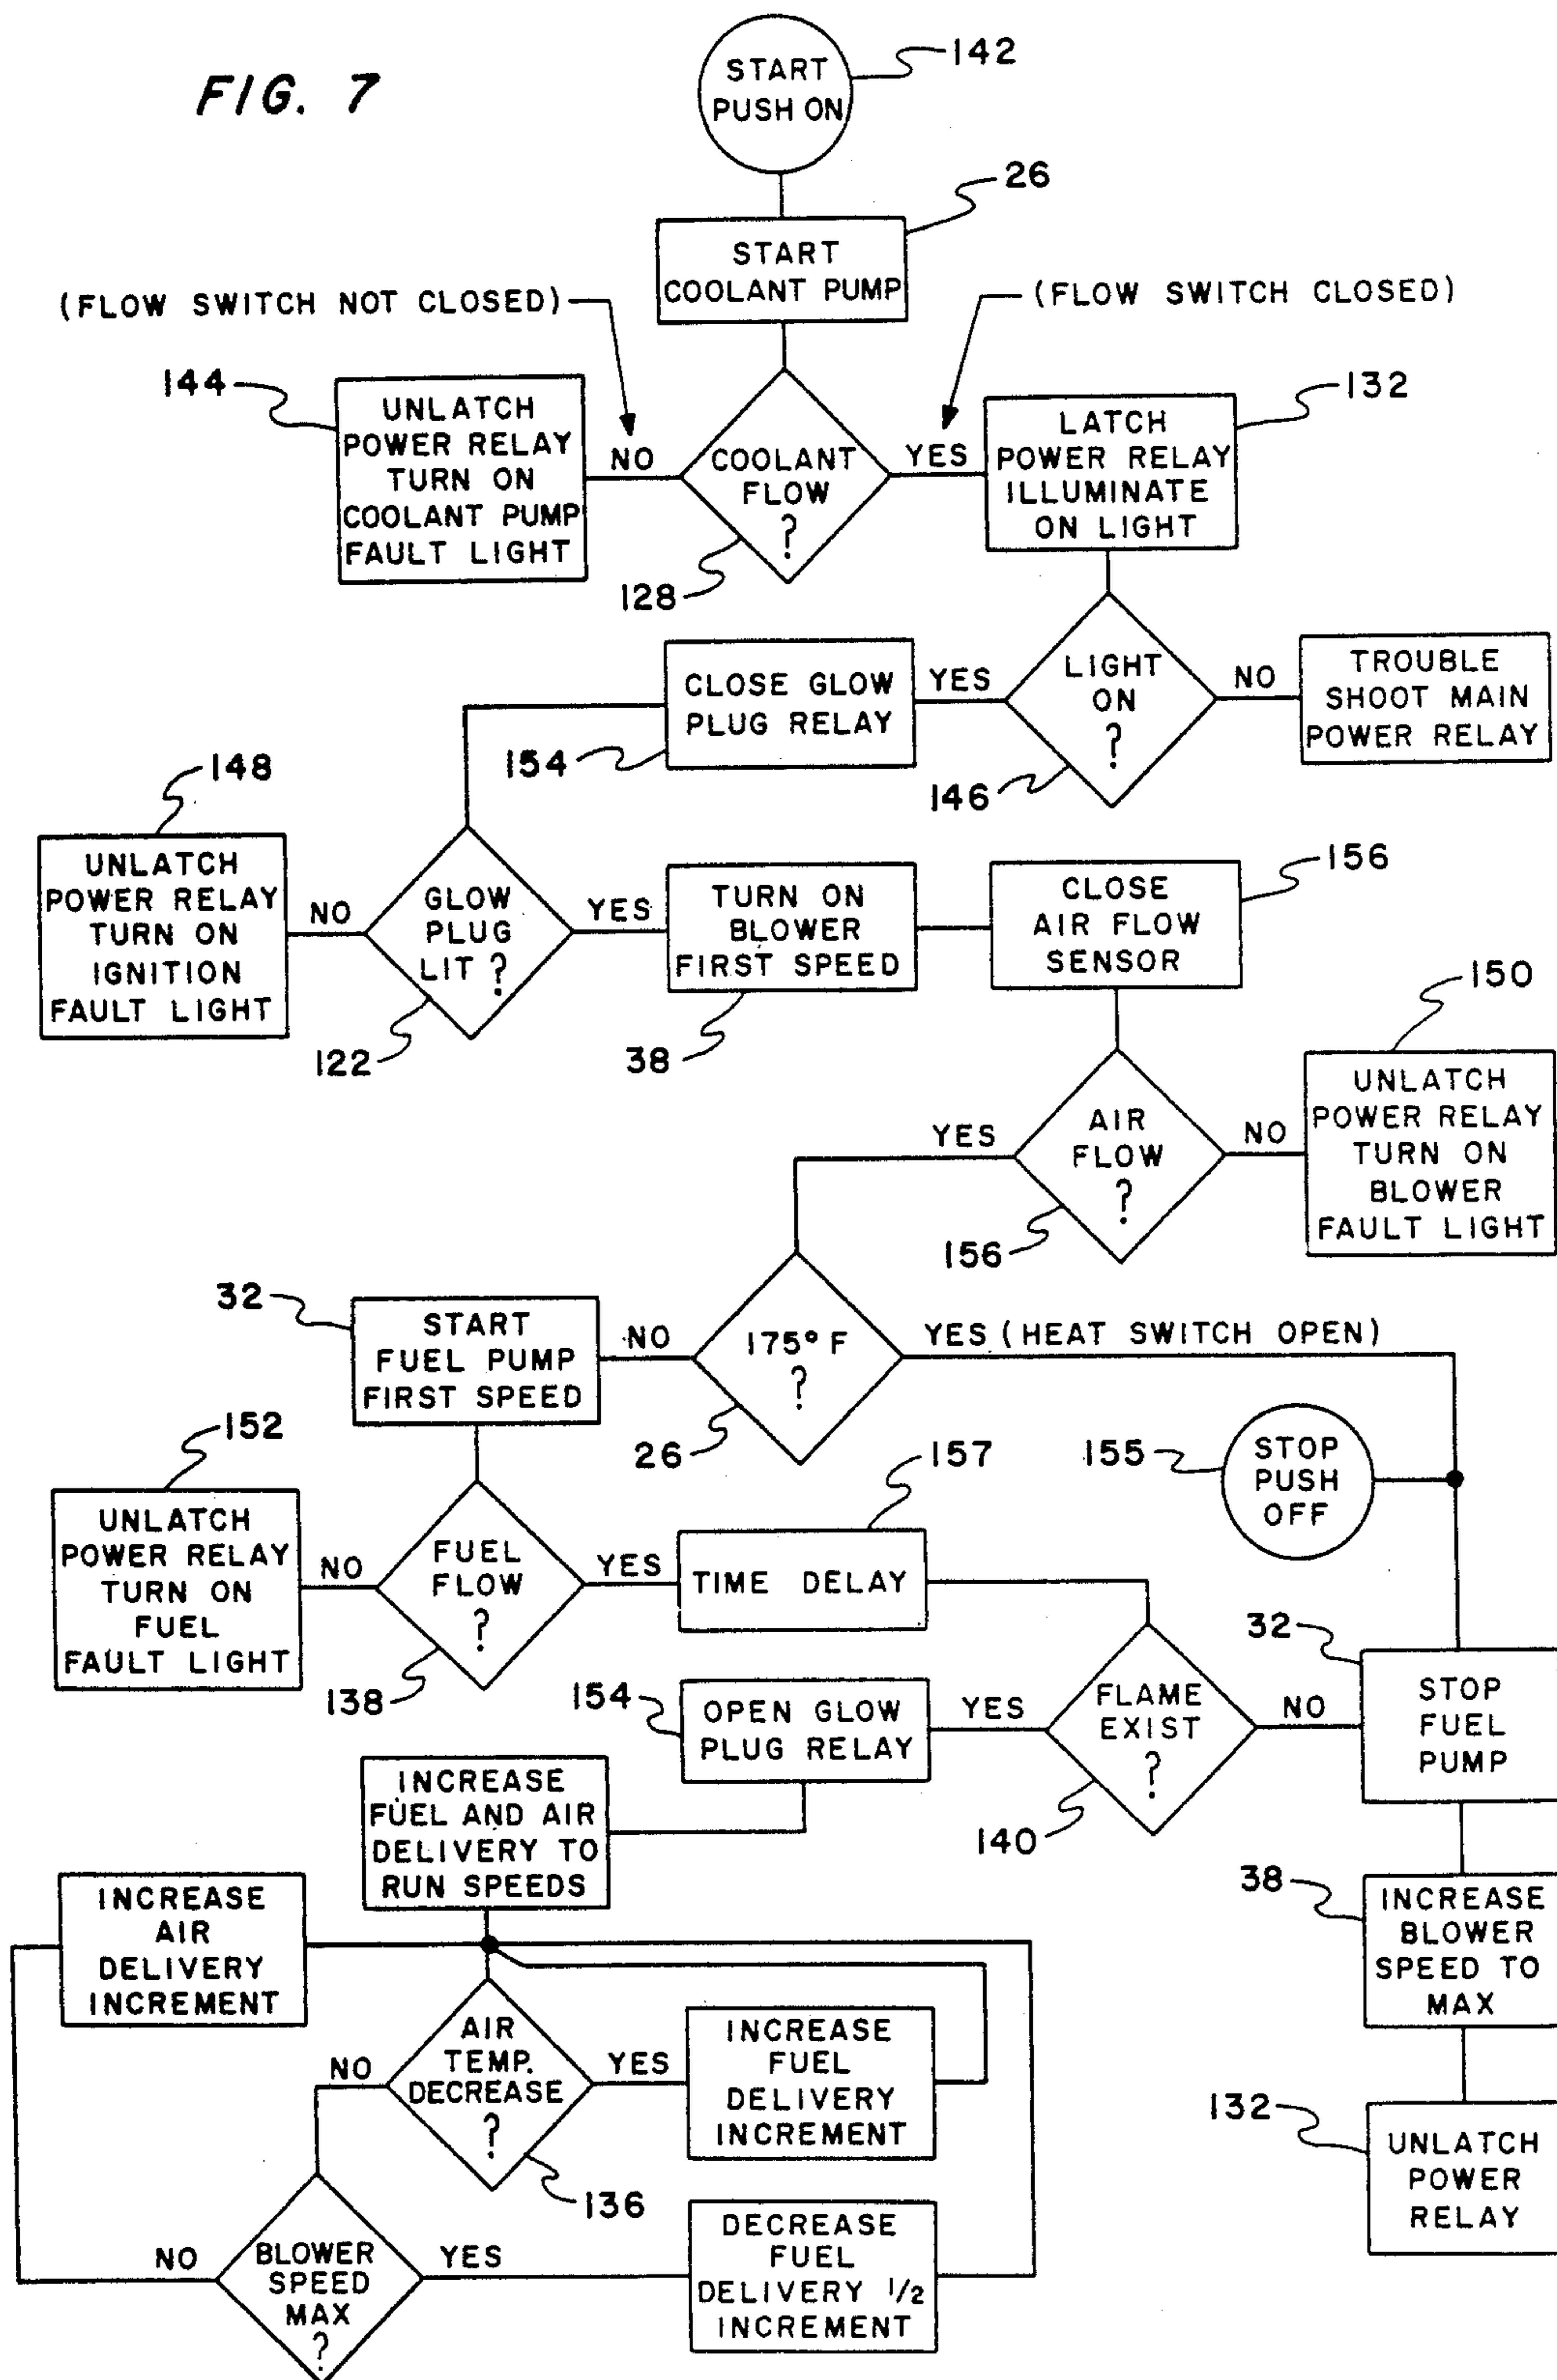 FIG. 7
START
PUSH ON
142
26
START
COOLANT PUMP
(FLOW SWITCH NOT CLOSED)
(FLOW SWITCH CLOSED)
144
UNLATCH
POWER RELAY
TURN ON
COOLANT PUMP
FAULT LIGHT
NO
COOLANT
FLOW
?
128
YES
132
LATCH
POWER RELAY
ILLUMINATE
ON LIGHT
CLOSE GLOW
PLUG RELAY
154
YES
LIGHT
ON
?
146
NO
TROUBLE
SHOOT MAIN
POWER RELAY
148
UNLATCH
POWER RELAY
TURN ON
IGNITION
FAULT LIGHT
NO
GLOW
PLUG
LIT ?
122
YES
TURN ON
BLOWER
FIRST SPEED
38
CLOSE
AIR FLOW
SENSOR
156
150
YES
AIR
FLOW
?
156
NO
UNLATCH
POWER RELAY
TURN ON
BLOWER
FAULT LIGHT
32
START
FUEL PUMP
FIRST SPEED
NO
175° F
?
26
YES (HEAT SWITCH OPEN)
155
STOP
PUSH
OFF
152
UNLATCH
POWER RELAY
TURN ON
FUEL
FAULT LIGHT
NO
FUEL
FLOW
?
138
YES
157
TIME DELAY
154
OPEN GLOW
PLUG RELAY
YES
FLAME
EXIST
?
140
NO
32
STOP
FUEL
PUMP
INCREASE
FUEL AND AIR
DELIVERY TO
RUN SPEEDS
38
INCREASE
BLOWER
SPEED TO
MAX
INCREASE
AIR
DELIVERY
INCREMENT
NO
AIR
TEMP.
DECREASE
?
136
YES
INCREASE
FUEL
DELIVERY
INCREMENT
132
UNLATCH
POWER
RELAY
NO
BLOWER
SPEED
MAX
?
YES
DECREASE
FUEL
DELIVERY 1/2
INCREMENT